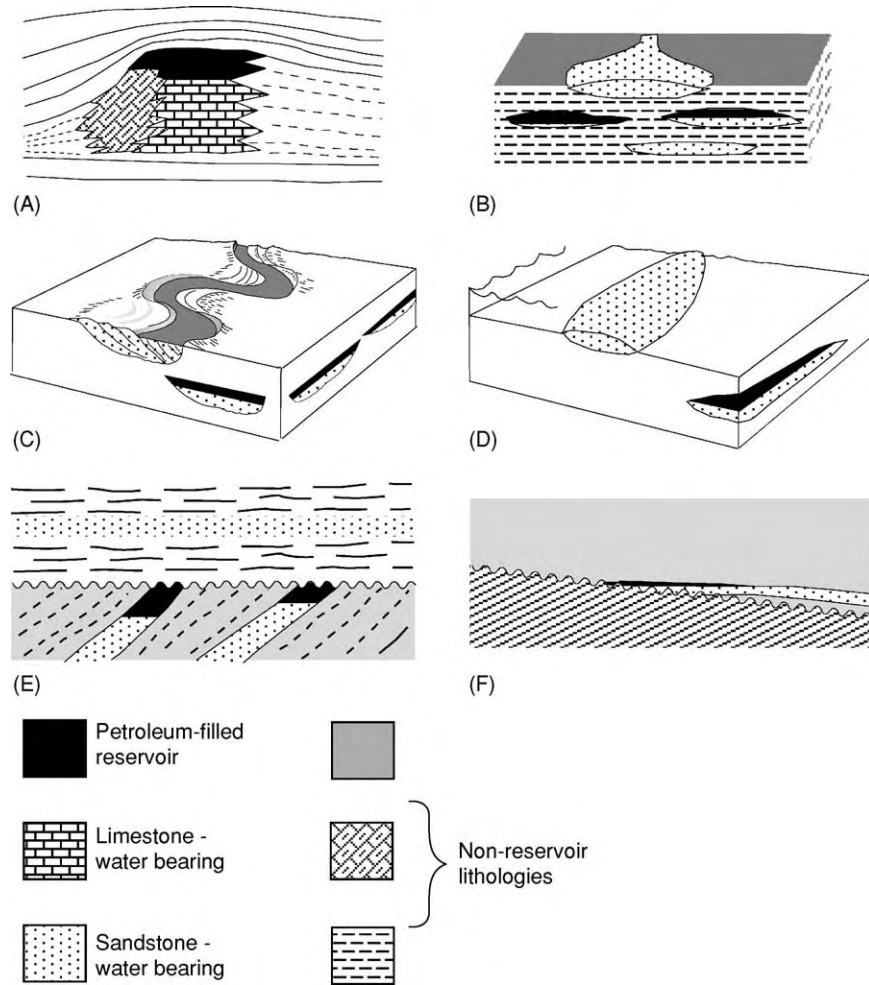 (A)
(B)
(C)
(D)
(E)
(F)
Petroleum-filled
reservoir
Limestone -
water bearing
Non-reservoir
lithologies
Sandstone -
water bearing